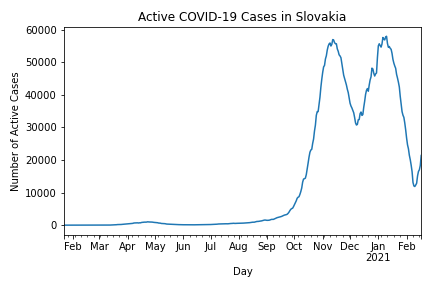 Active COVID-19 Cases in Slovakia
60000
50000
40000
30000
20000
10000
0
Number of Active Cases
Feb Mar Apr May Jun Jul Aug Sep Oct Nov Dec Jan Feb
2021
Day